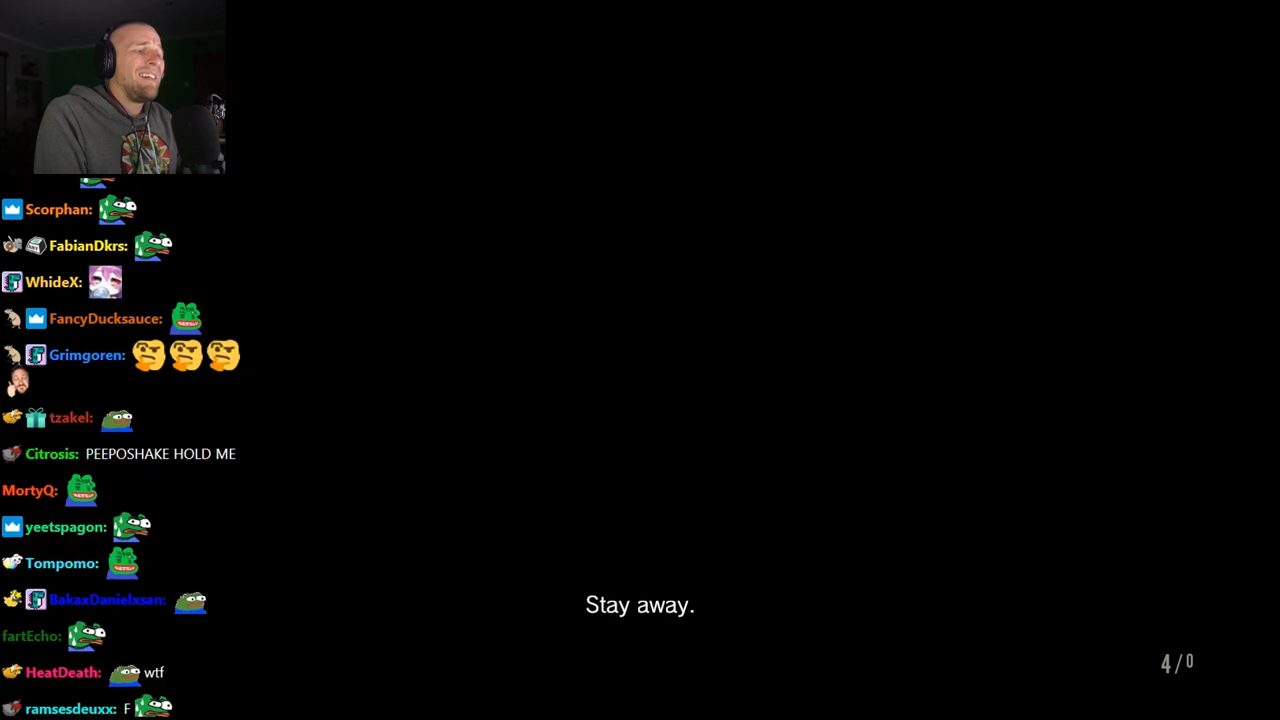 Scorphan:
FabianDkrs:
WhideX:
FancyDucksauce:
Grimgoren:
tzakel:
Citrosis: PEEPOSHAKE HOLD ME
MortyQ:
yeetspagon:
Tompomo:
BakaxDanielxsan:
fartEcho:
HeatDeath: wtf
ramsesdeuxx: F
Stay away.
4/0